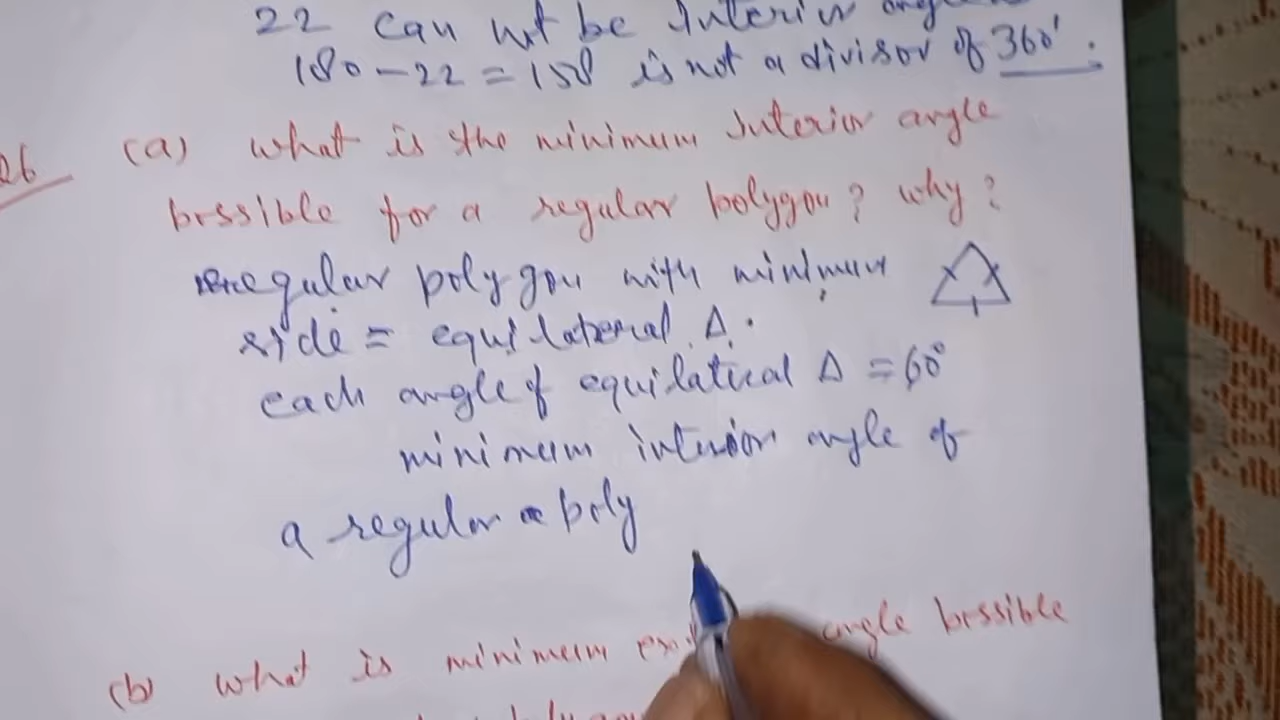 22 can not be Interior
180 - 22 = 158 is not a divisor of 360°.
Q6 (a) what is the minimum Interior angle
possible for a regular polygon? why?
regular polygon with minimum
side = equilateral Δ.
each angle of equilateral Δ = 60°
minimum interior angle of
a regular poly
(b) what is minimum angle possible